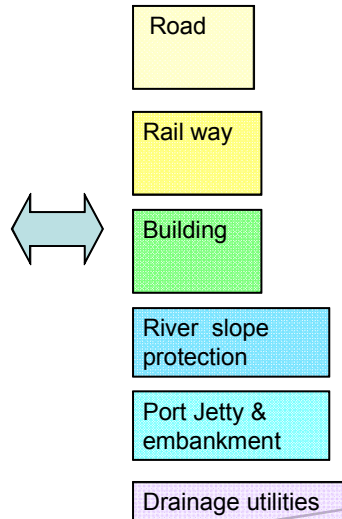 Road
Rail way
Building
River slope
protection
Port Jetty &
embankment
Drainage utilities